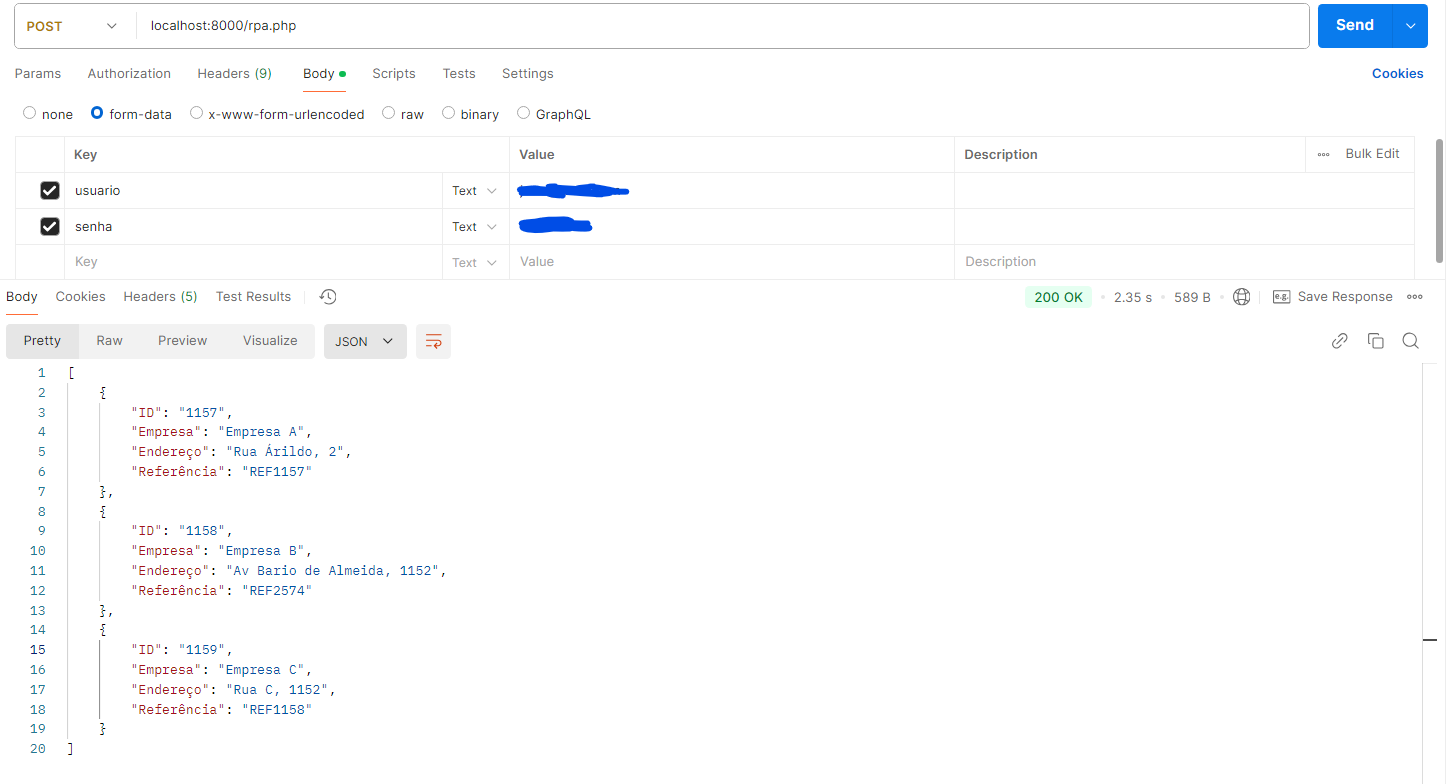 POST localhost:8000/rpa.php Send
Params Authorization Headers (9) Body Scripts Tests Settings Cookies
none form-data x-www-form-urlencoded raw binary GraphQL
Key Value Description Bulk Edit
usuario Text
senha Text
Key Text Value Description
Body Cookies Headers (5) Test Results 200 OK 2.35 s 589 B e.g. Save Response
Pretty Raw Preview Visualize JSON
1 [
2 {
3 "ID": "1157",
4 "Empresa": "Empresa A",
5 "Endereço": "Rua Árildo, 2",
6 "Referência": "REF1157"
7 },
8 {
9 "ID": "1158",
10 "Empresa": "Empresa B",
11 "Endereço": "Av Bario de Almeida, 1152",
12 "Referência": "REF2574"
13 },
14 {
15 "ID": "1159",
16 "Empresa": "Empresa C",
17 "Endereço": "Rua C, 1152",
18 "Referência": "REF1158"
19 }
20 ]